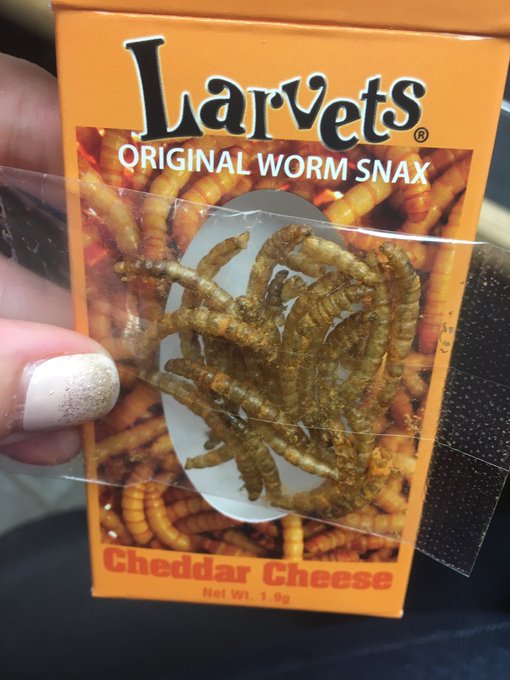 Larvets®
ORIGINAL WORM SNAX
Cheddar Cheese
Net Wt. 1.9g